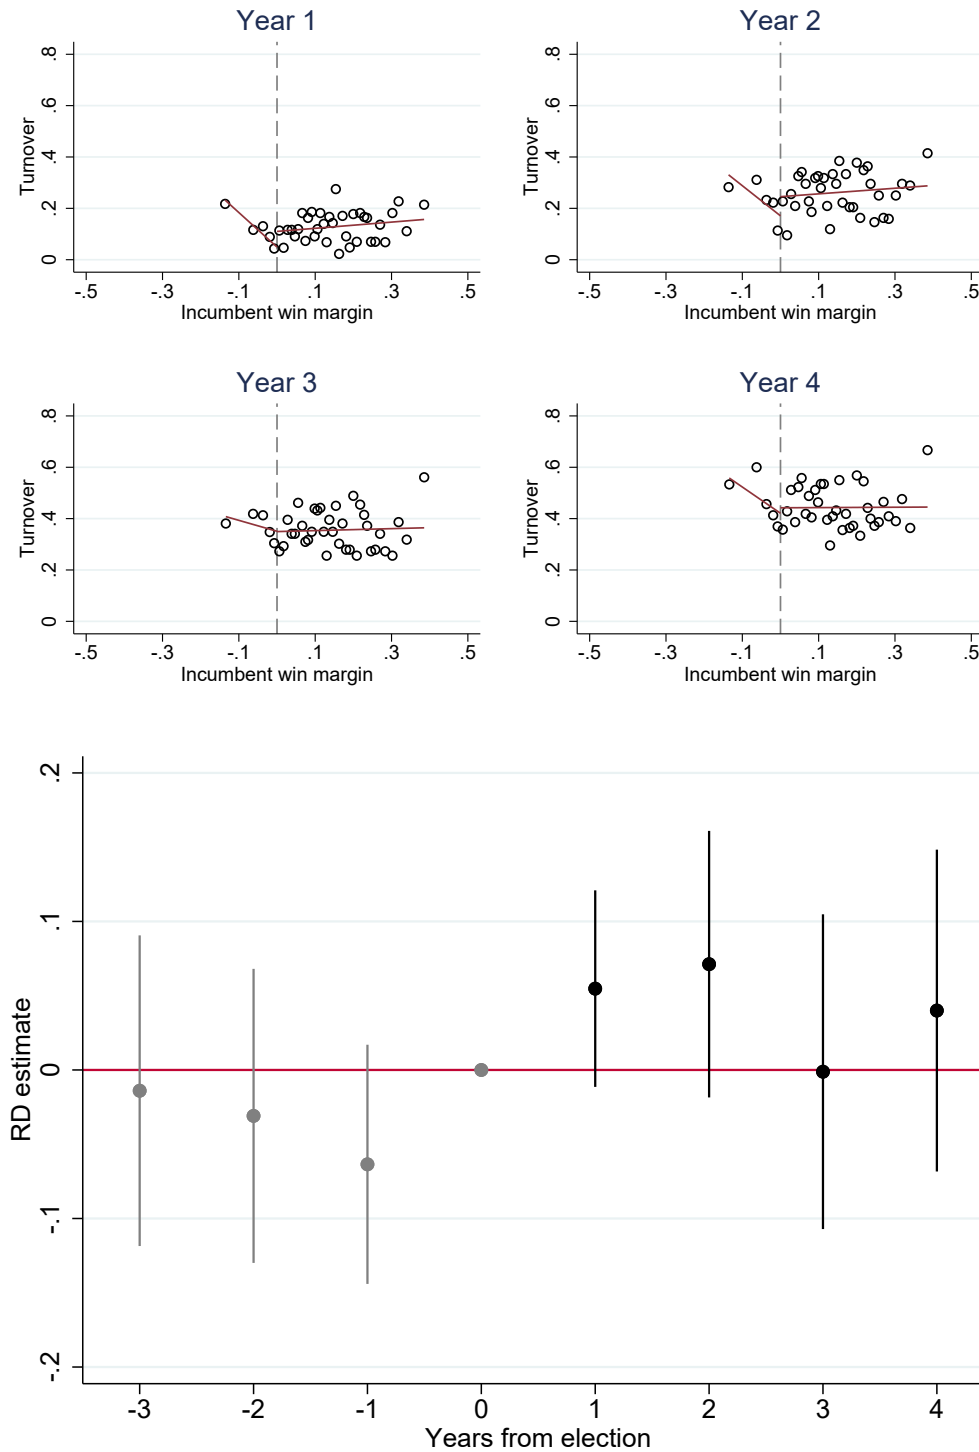 Year 1
Year 2
Turnover
0 .2 .4 .6 .8
-.5 -.3 -.1 .1 .3 .5
Incumbent win margin
Turnover
0 .2 .4 .6 .8
-.5 -.3 -.1 .1 .3 .5
Incumbent win margin
Year 3
Year 4
Turnover
0 .2 .4 .6 .8
-.5 -.3 -.1 .1 .3 .5
Incumbent win margin
Turnover
0 .2 .4 .6 .8
-.5 -.3 -.1 .1 .3 .5
Incumbent win margin
RD estimate
-.2 -.1 0 .1 .2
-3 -2 -1 0 1 2 3 4
Years from election